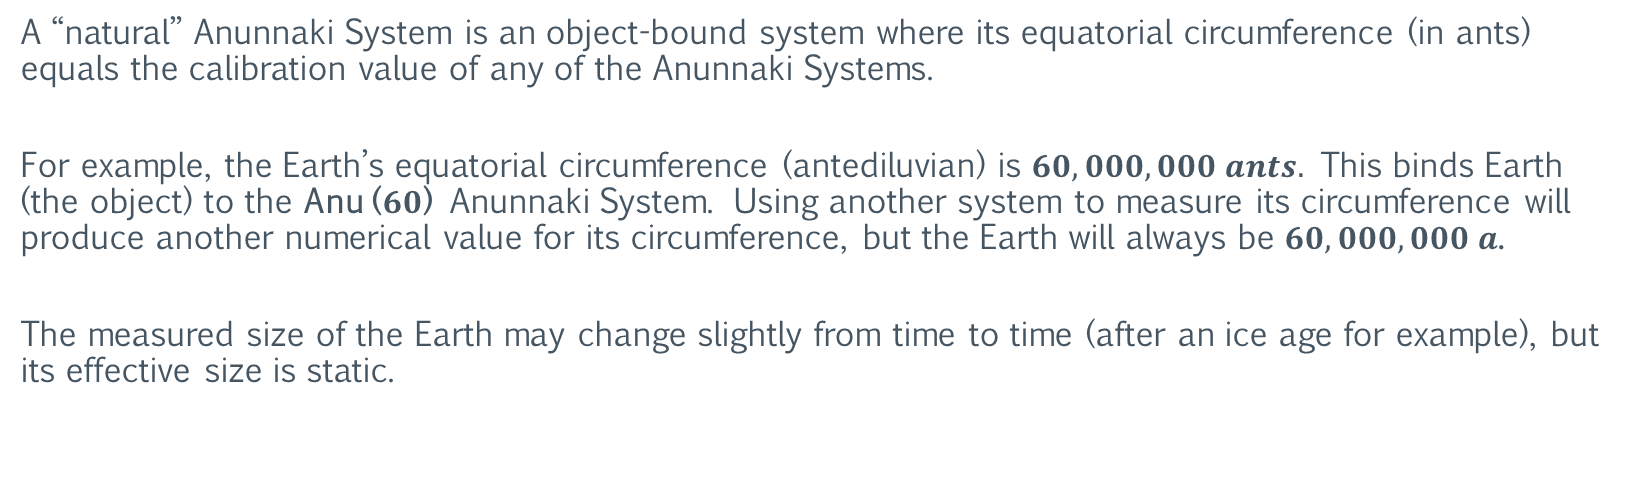 A “natural” Anunnaki System is an object-bound system where its equatorial circumference (in ants)
equals the calibration value of any of the Anunnaki Systems.
For example, the Earth’s equatorial circumference (antediluvian) is 60,000,000 ants. This binds Earth
(the object) to the Anu (60) Anunnaki System. Using another system to measure its circumference will
produce another numerical value for its circumference, but the Earth will always be 60,000,000 a.
The measured size of the Earth may change slightly from time to time (after an ice age for example), but
its effective size is static.